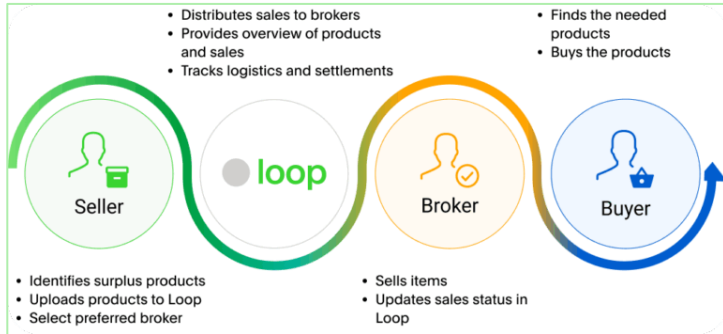 • Distributes sales to brokers
• Provides overview of products
and sales
• Tracks logistics and settlements
• Finds the needed
products
• Buys the products
Seller
loop
Broker
Buyer
• Identifies surplus products
• Uploads products to Loop
• Select preferred broker
• Sells items
• Updates sales status in
Loop